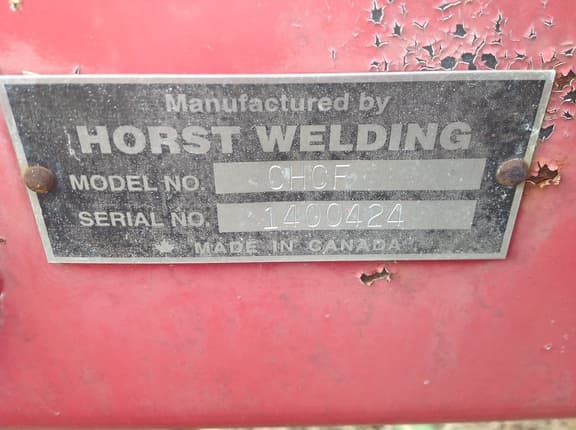 Manufactured by
HORST WELDING
MODEL NO. CHCF
SERIAL NO. 1400424
MADE IN CANADA